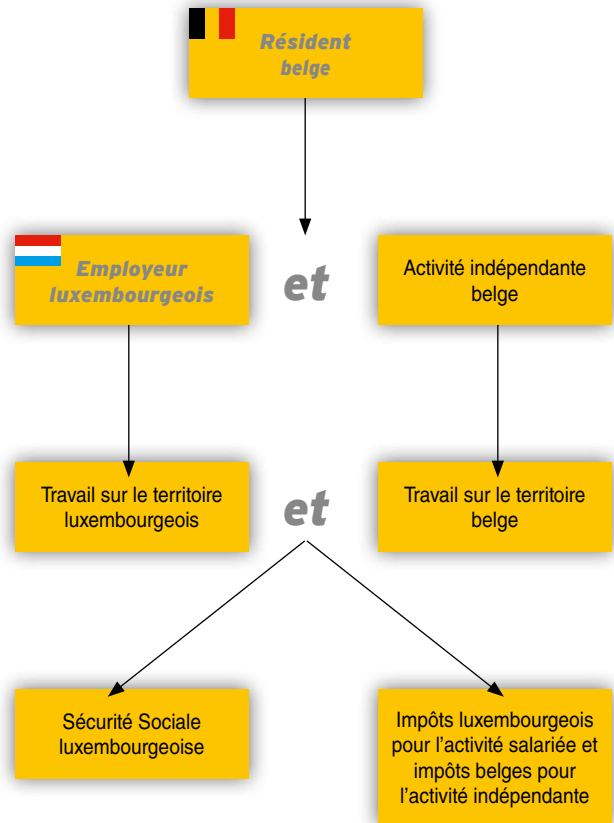 Résident
belge
Employeur
luxembourgeois
et
Activité indépendante
belge
Travail sur le territoire
luxembourgeois
et
Travail sur le territoire
belge
Sécurité Sociale
luxembourgeoise
Impôts luxembourgeois
pour l’activité salariée et
impôts belges pour
l’activité indépendante